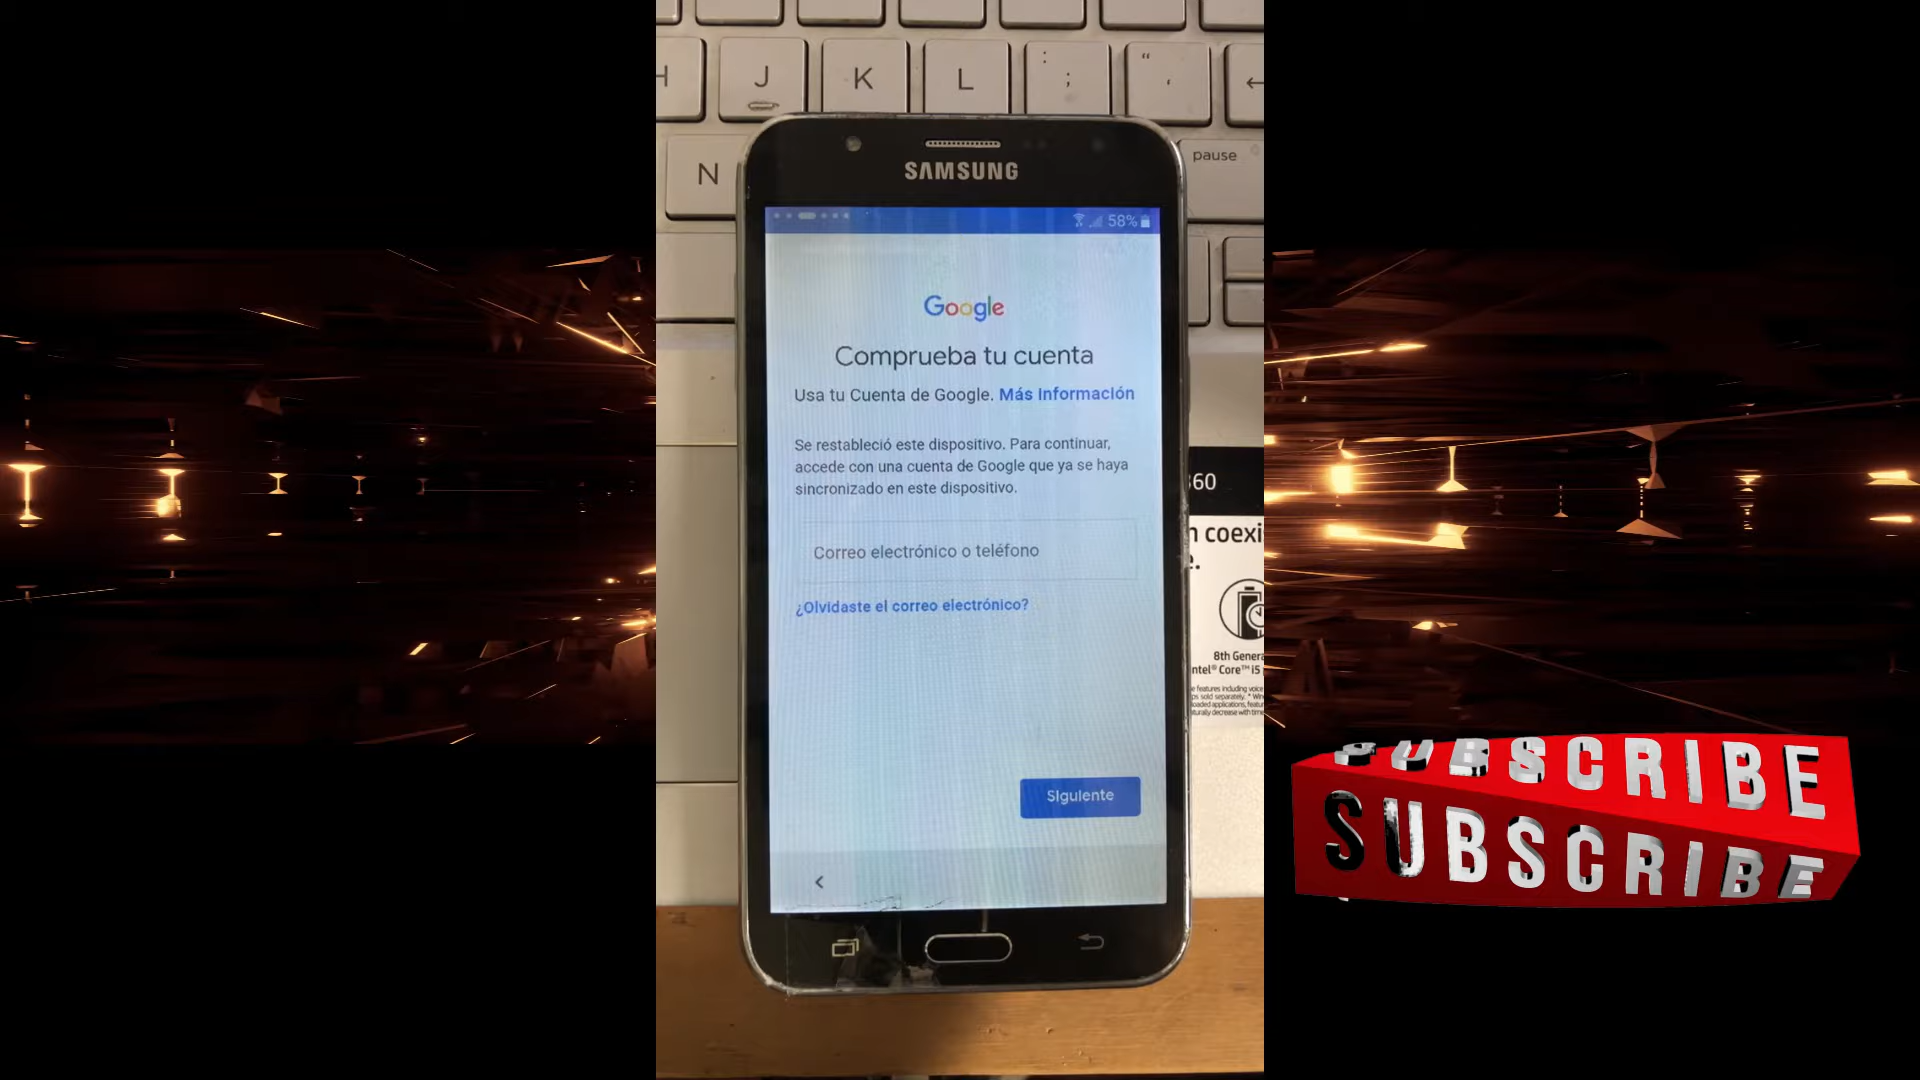 J K L : ;
N
pause
SAMSUNG
58%
Google
Comprueba tu cuenta
Usa tu Cuenta de Google. Más información
Se restableció este dispositivo. Para continuar,
accede con una cuenta de Google que ya se haya
sincronizado en este dispositivo.
Correo electrónico o teléfono
¿Olvidaste el correo electrónico?
Siguiente
360
n coexi
e.
8th Genera
ntel® Core™ i5
SUBSCRIBE
SUBSCRIBE